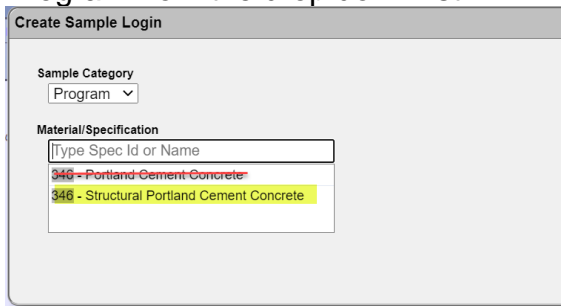 Create Sample Login
Sample Category
Program
Material/Specification
Type Spec Id or Name
346 - Portland Cement Concrete
346 - Structural Portland Cement Concrete